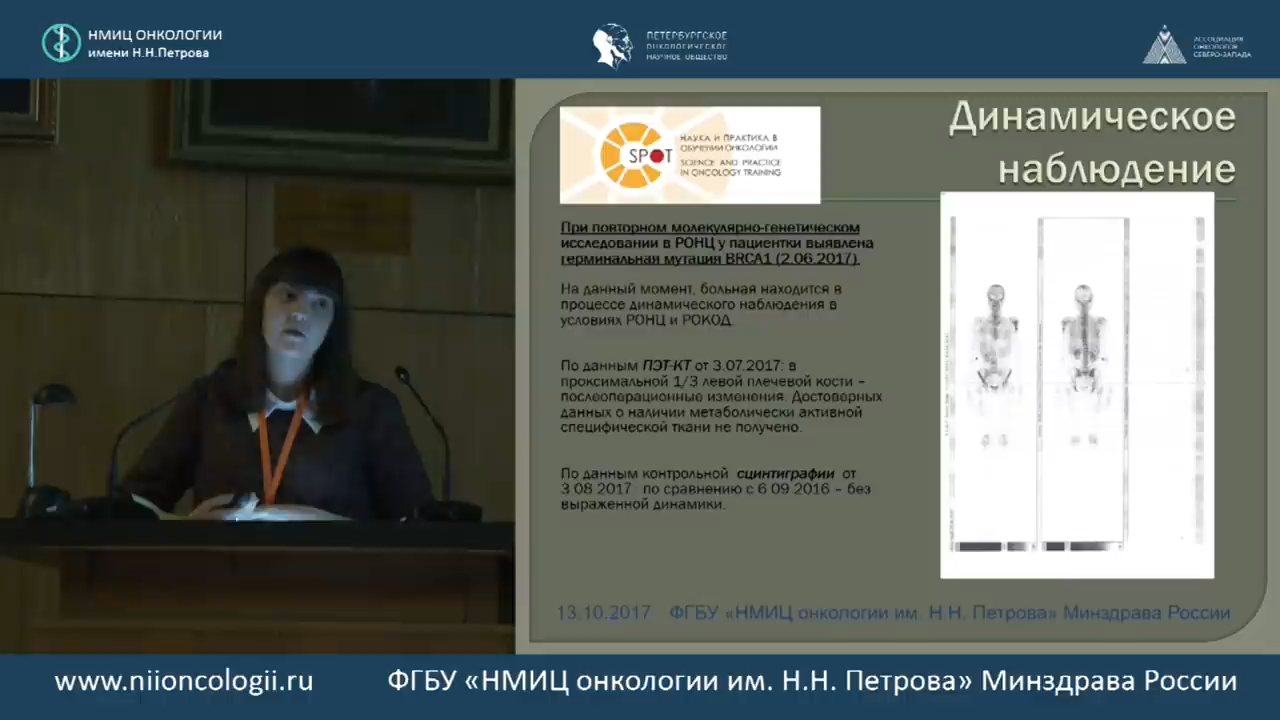 НМИЦ ОНКОЛОГИИ
имени Н.Н.Петрова
ПЕТЕРБУРГСКОЕ
ОНКОЛОГИЧЕСКОЕ
НАУЧНОЕ ОБЩЕСТВО
АССОЦИАЦИЯ
ОНКОЛОГОВ
СЕВЕРО-ЗАПАДА
Динамическое
наблюдение
SPOT
НАУКА И ПРАКТИКА В
ОБУЧЕНИИ ОНКОЛОГИИ
SCIENCE AND PRACTICE
IN ONCOLOGY TRAINING
При повторном молекулярно-генетическом
исследовании в РОНЦ у пациентки выявлена
герминальная мутация BRCA1 (2.06.2017).
На данный момент, больная находится в
процессе динамического наблюдения в
условиях РОНЦ и РОКОД.
По данным ПЭТ-КТ от 3.07.2017: в
проксимальной 1/3 левой плечевой кости –
послеоперационные изменения. Достоверных
данных о наличии метаболически активной
специфической ткани не получено.
По данным контрольной сцинтиграфии от
3.08.2017 по сравнению с 6.09.2016 – без
выраженной динамики.
13.10.2017 ФГБУ «НМИЦ онкологии им. Н.Н. Петрова» Минздрава России
www.niioncologii.ru ФГБУ «НМИЦ онкологии им. Н.Н. Петрова» Минздрава России